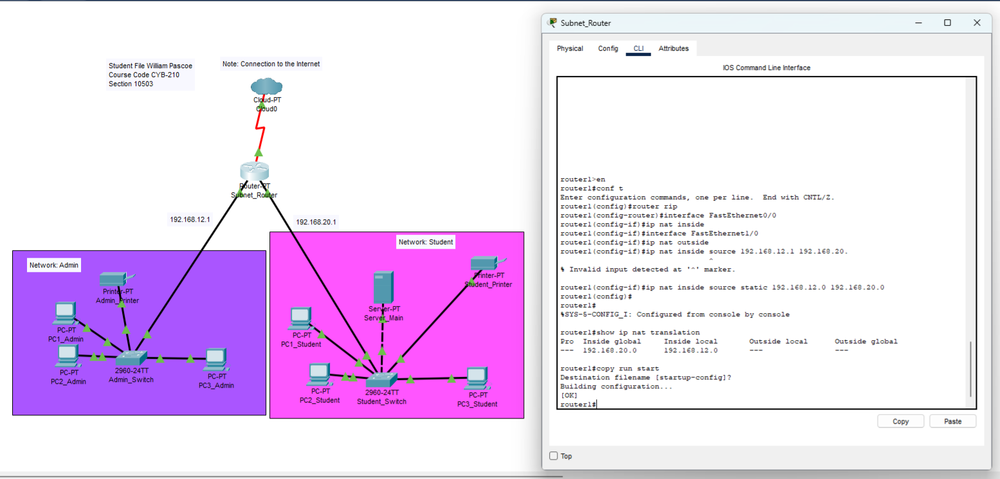 Student File William Pascoe
Course Code CYB-210
Section 10503
Note: Connection to the Internet
Cloud-PT
Cloud0
Router-PT
Subnet_Router
192.168.12.1
192.168.20.1
Network: Admin
Printer-PT
Admin_Printer
PC-PT
PC1_Admin
PC-PT
PC2_Admin
2960-24TT
Admin_Switch
PC-PT
PC3_Admin
Network: Student
Printer-PT
Student_Printer
Server-PT
Server_Main
PC-PT
PC1_Student
PC-PT
PC2_Student
2960-24TT
Student_Switch
PC-PT
PC3_Student
Subnet_Router
Physical Config CLI Attributes
IOS Command Line Interface
router1>en
router1#conf t
Enter configuration commands, one per line.  End with CNTL/Z.
router1(config)#router rip
router1(config-router)#interface FastEthernet0/0
router1(config-if)#ip nat inside
router1(config-if)#interface FastEthernet1/0
router1(config-if)#ip nat outside
router1(config-if)#ip nat inside source 192.168.12.1 192.168.20.
^
% Invalid input detected at '^' marker.
router1(config-if)#ip nat inside source static 192.168.12.0 192.168.20.0
router1(config)#
router1#
%SYS-5-CONFIG_I: Configured from console by console
router1#show ip nat translation
Pro  Inside global     Inside local       Outside local      Outside global
---  192.168.20.0      192.168.12.0       ---                ---
router1#copy run start
Destination filename [startup-config]?
Building configuration...
[OK]
router1#
Copy Paste
Top